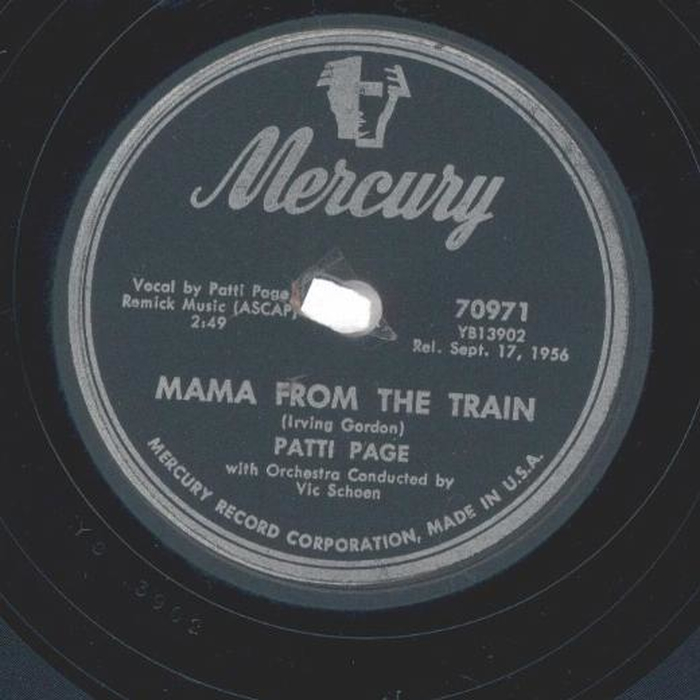 Mercury
Vocal by Patti Page
Remick Music (ASCAP)
2:49
70971
YB13902
Rel. Sept. 17, 1956
MAMA FROM THE TRAIN
(Irving Gordon)
PATTI PAGE
with Orchestra Conducted by
Vic Schoen
MERCURY RECORD CORPORATION, MADE IN U.S.A.